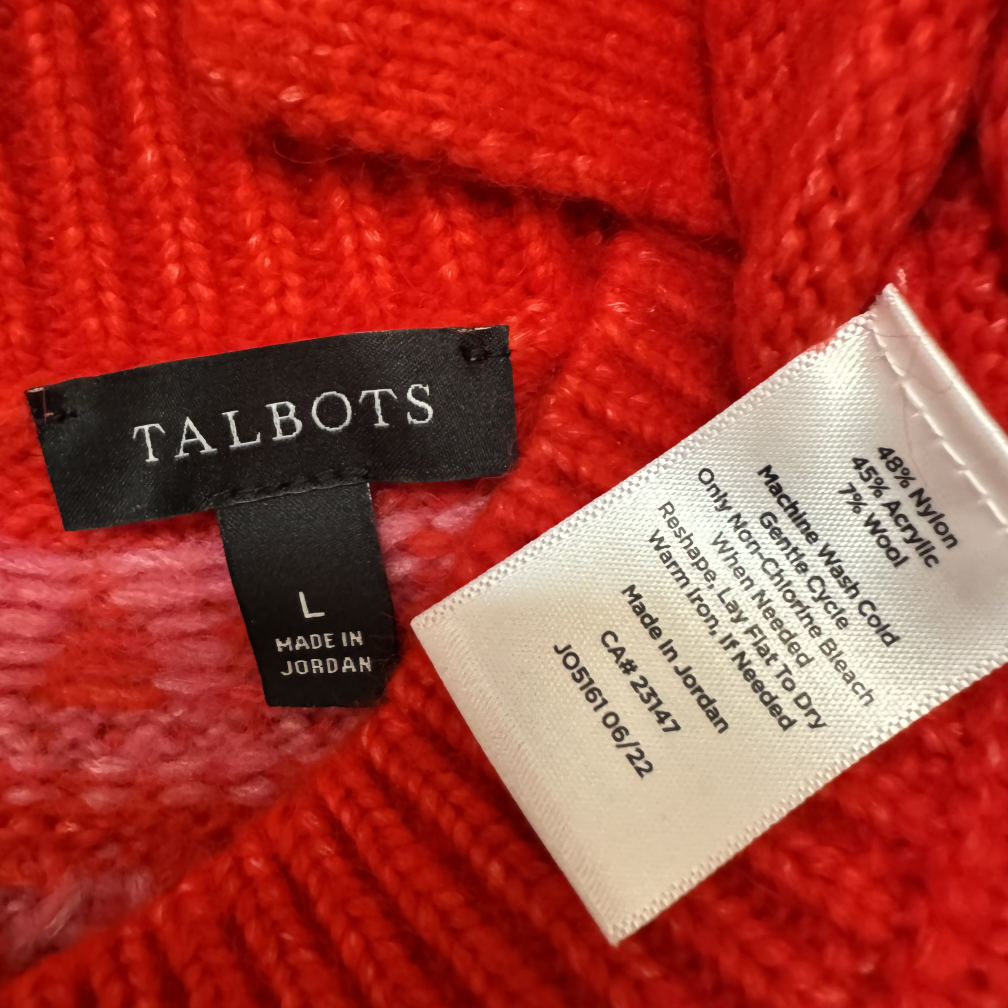 TALBOTS
L
MADE IN
JORDAN
48% Nylon
45% Acrylic
7% Wool
Machine Wash Cold
Gentle Cycle
Only Non-Chlorine Bleach
When Needed
Reshape, Lay Flat To Dry
Warm Iron, If Needed
Made In Jordan
CA# 23147
JO5161 06/22